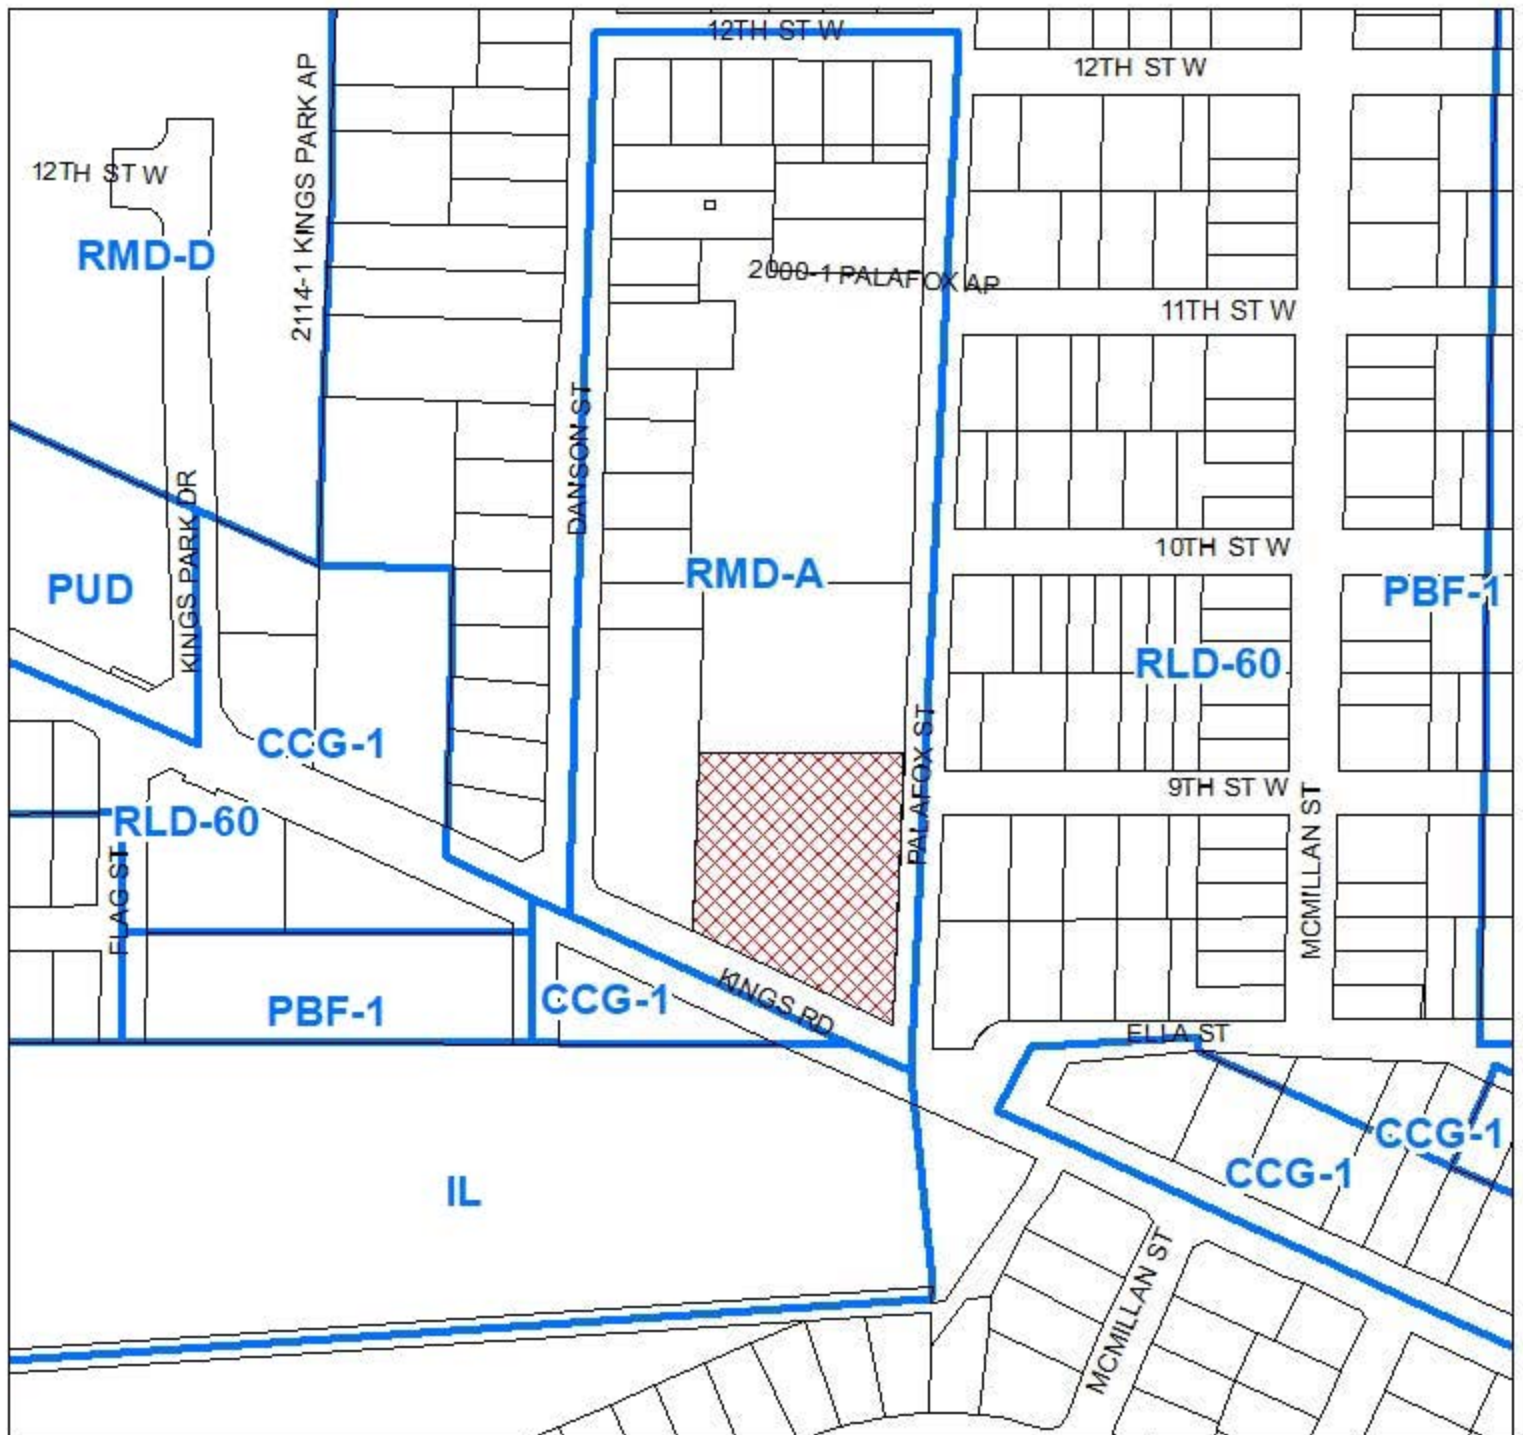 12TH ST W
12TH ST W
2114-1 KINGS PARK AP
12TH ST W
RMD-D
2000-1 PALAFOX AP
11TH ST W
DANSON ST
KINGS PARK DR
10TH ST W
RMD-A
PUD
PBF-1
RLD-60
CCG-1
PALAFOX ST
9TH ST W
RLD-60
MCMILLAN ST
FLAG ST
PBF-1
CCG-1
KINGS RD
ELLA ST
CCG-1
CCG-1
IL
MCMILLAN ST